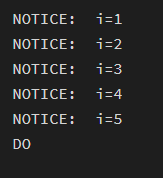 NOTICE:  i=1
NOTICE:  i=2
NOTICE:  i=3
NOTICE:  i=4
NOTICE:  i=5
DO